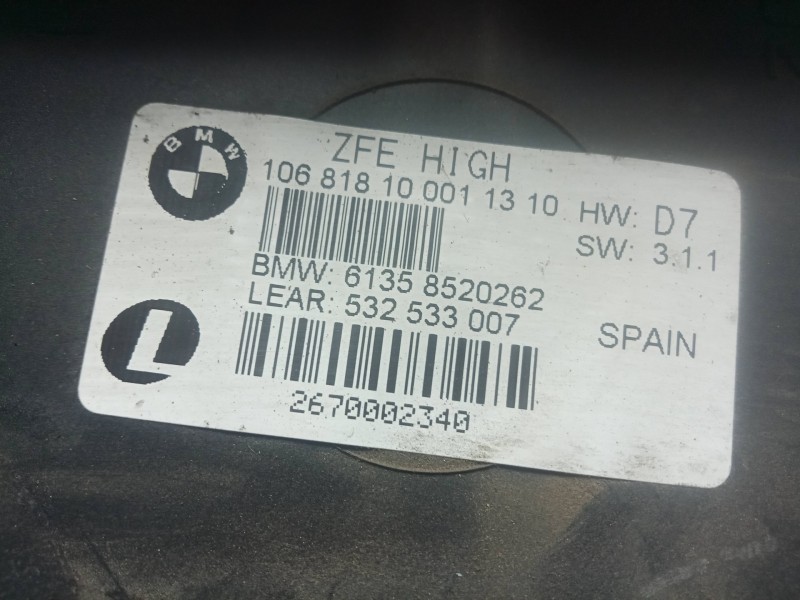 BMW
ZFE HIGH
106 818 10 001 13 10
HW: D7
SW: 3.1.1
BMW: 6135 8520262
LEAR: 532 533 007
SPAIN
L
2670002340